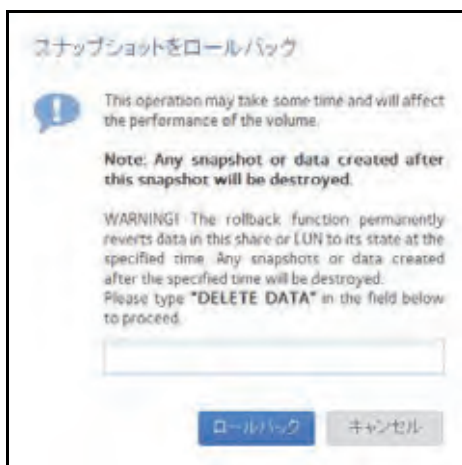 スナップショットをロールバック
This operation may take some time and will affect
the performance of the volume.
Note: Any snapshot or data created after
this snapshot will be destroyed.
WARNING! The rollback function permanently
reverts data in this share or LUN to its state at the
specified time. Any snapshots or data created
after the specified time will be destroyed.
Please type "DELETE DATA" in the field below
to proceed.
ロールバック
キャンセル